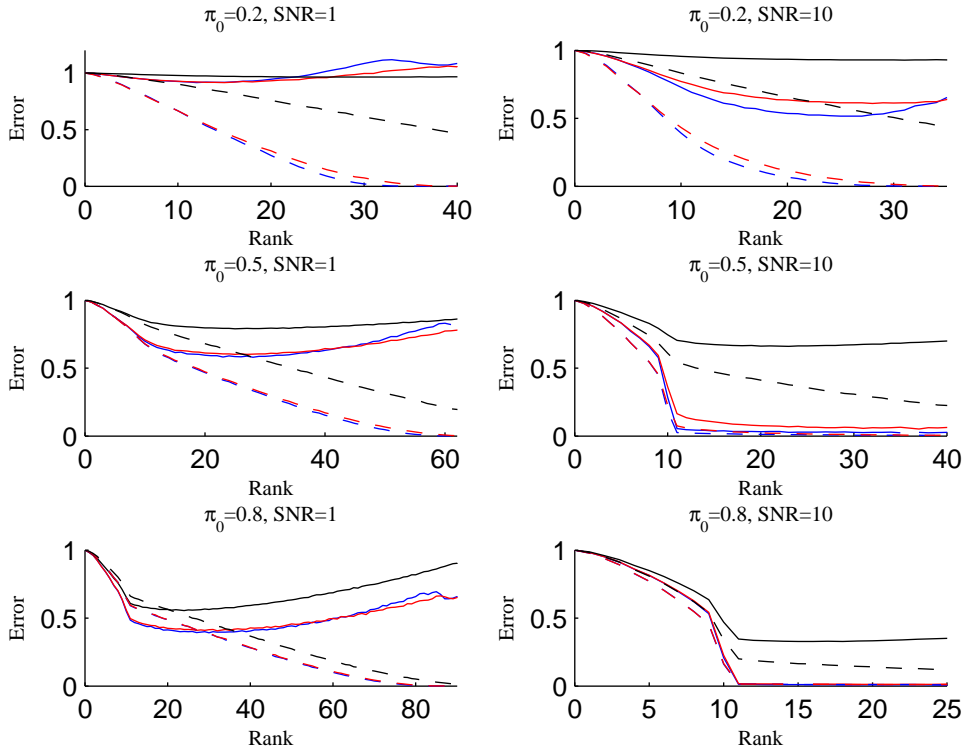 π₀=0.2, SNR=1
Error
1
0.5
0
0 10 20 30 40
Rank
π₀=0.2, SNR=10
Error
1
0.5
0
0 10 20 30
Rank
π₀=0.5, SNR=1
Error
1
0.5
0
0 20 40 60
Rank
π₀=0.5, SNR=10
Error
1
0.5
0
0 10 20 30 40
Rank
π₀=0.8, SNR=1
Error
1
0.5
0
0 20 40 60 80
Rank
π₀=0.8, SNR=10
Error
1
0.5
0
0 5 10 15 20 25
Rank